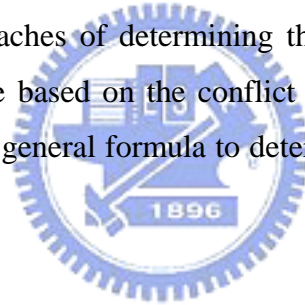 aches of determining th
e based on the conflict
general formula to deter
1896